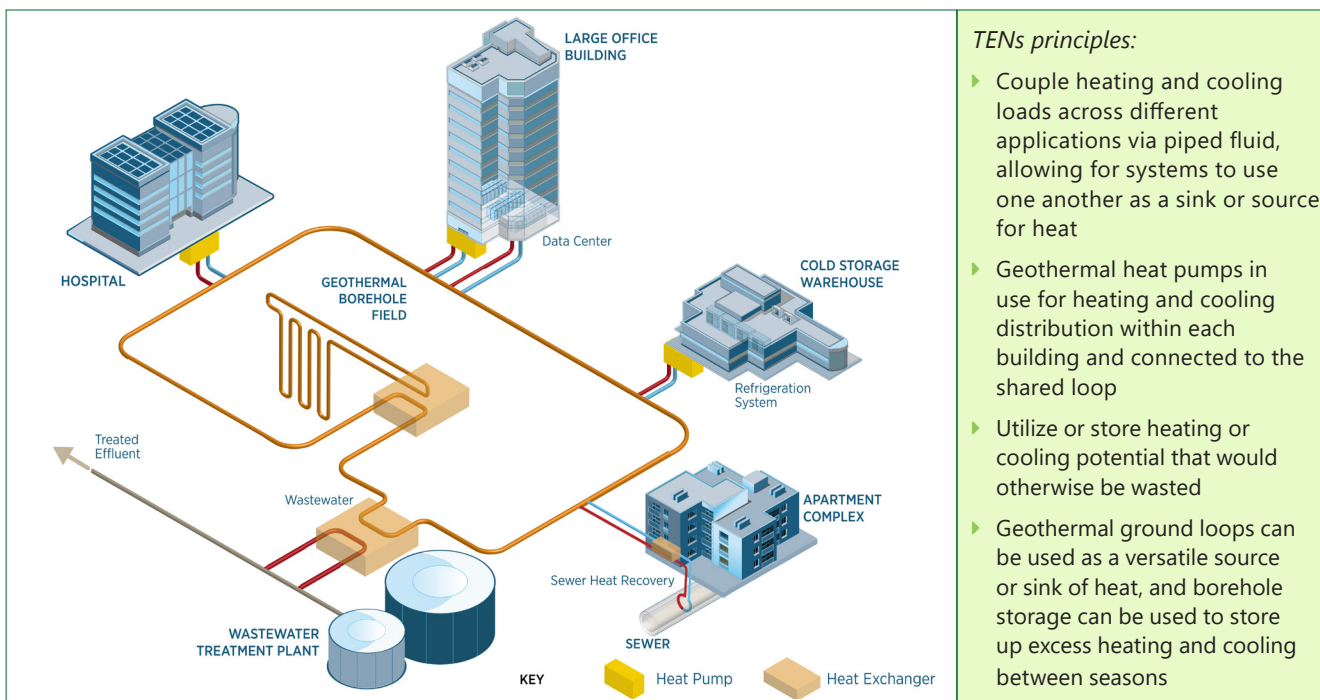 LARGE OFFICE
BUILDING
Data Center
HOSPITAL
GEOTHERMAL
BOREHOLE
FIELD
COLD STORAGE
WAREHOUSE
Refrigeration
System
Treated
Effluent
Wastewater
APARTMENT
COMPLEX
Sewer Heat Recovery
SEWER
WASTEWATER
TREATMENT PLANT
KEY
Heat Pump
Heat Exchanger
TENs principles:
Couple heating and cooling
loads across different
applications via piped fluid,
allowing for systems to use
one another as a sink or source
for heat
Geothermal heat pumps in
use for heating and cooling
distribution within each
building and connected to the
shared loop
Utilize or store heating or
cooling potential that would
otherwise be wasted
Geothermal ground loops can
be used as a versatile source
or sink of heat, and borehole
storage can be used to store
up excess heating and cooling
between seasons